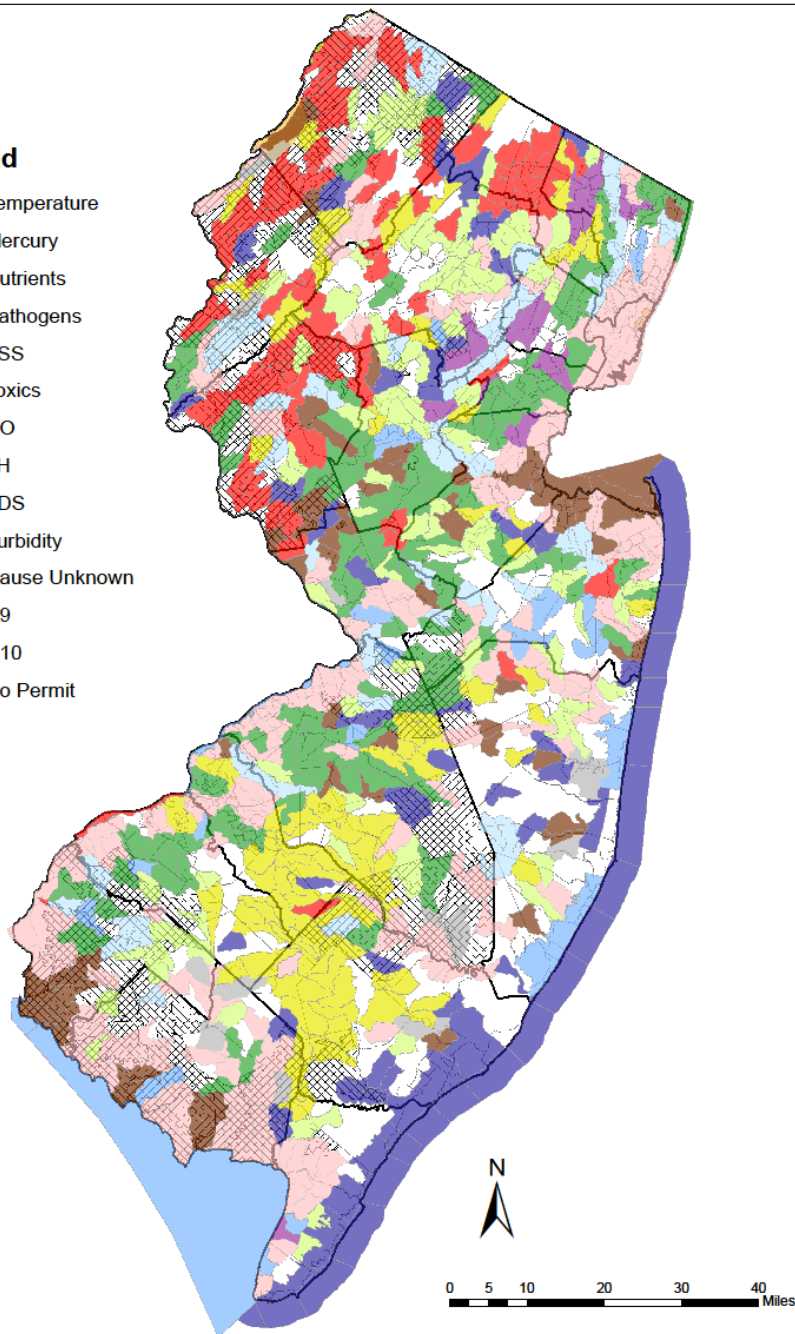 d
emperature
ercury
utrients
athogens
SS
oxics
O
H
DS
urbidity
ause Unknown
9
10
o Permit
N
0 5 10 20 30 40
Miles